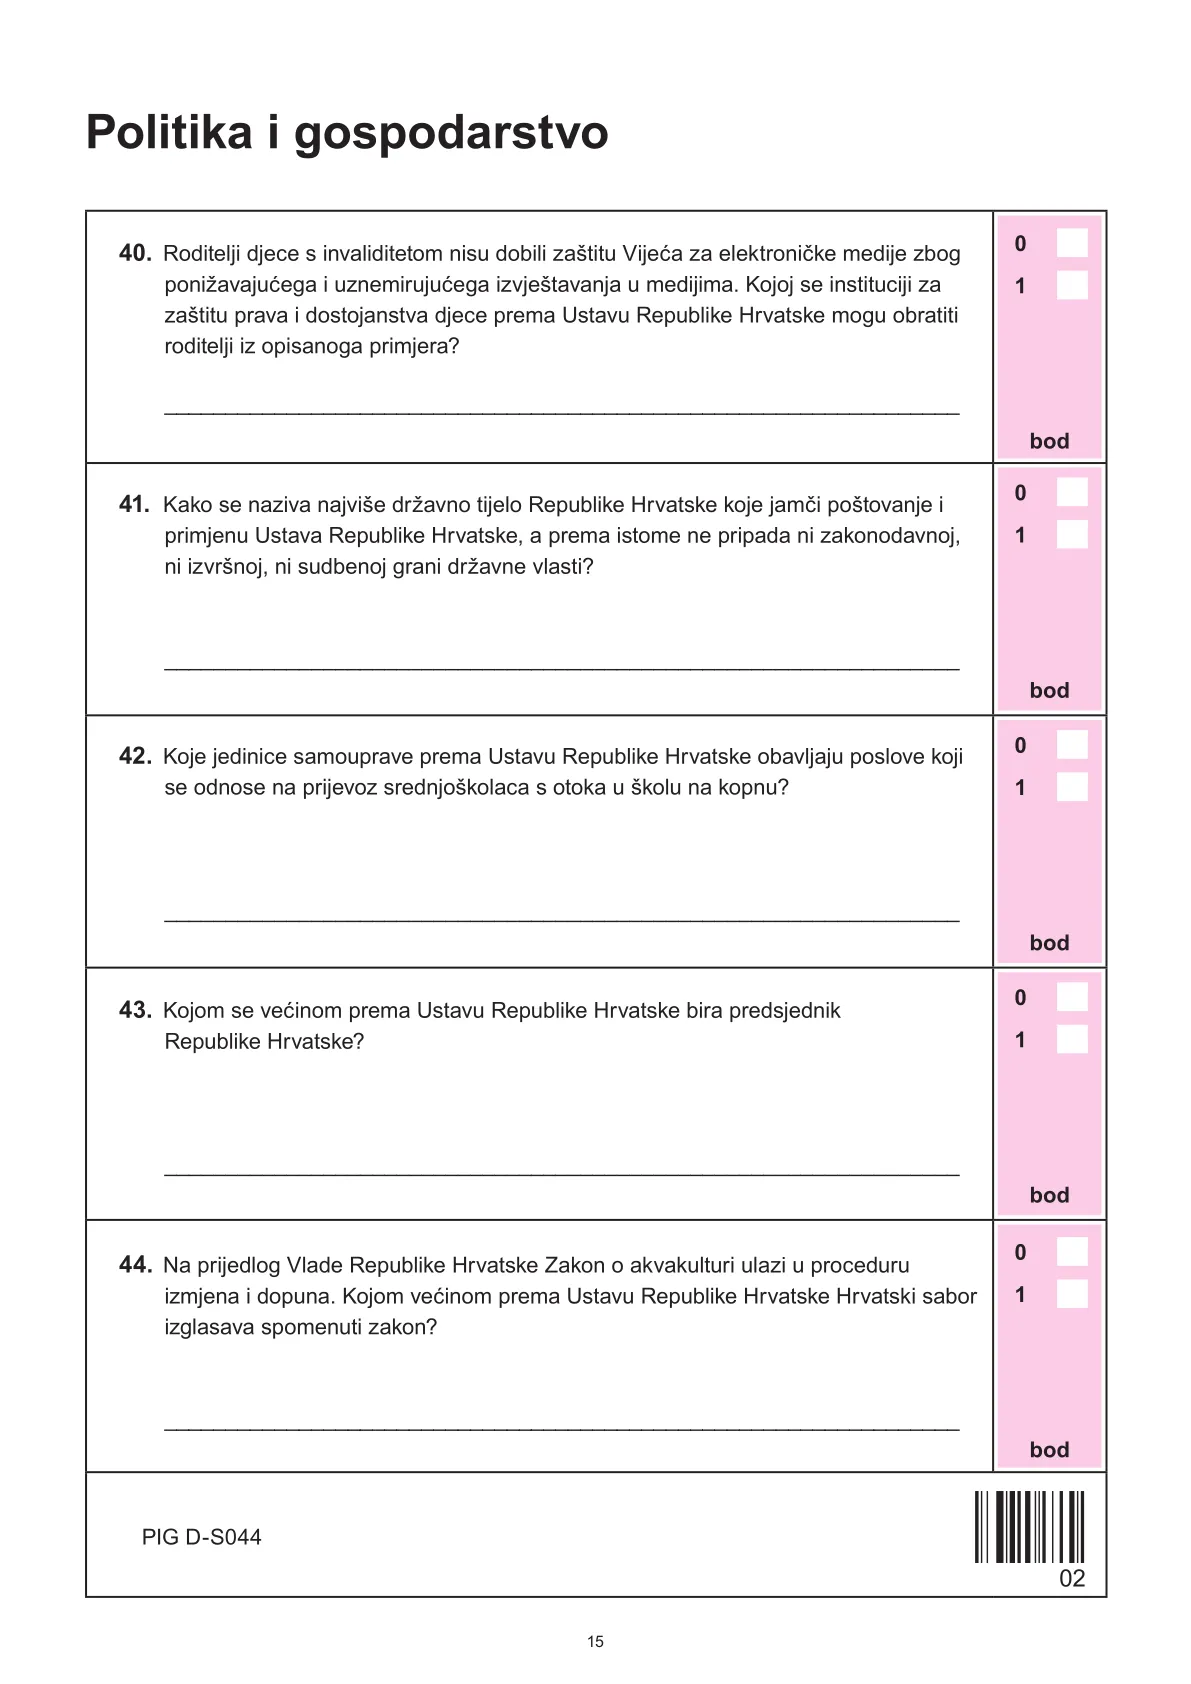 Politika i gospodarstvo
40. Roditelji djece s invaliditetom nisu dobili zaštitu Vijeća za elektroničke medije zbog
ponižavajućega i uznemirujućega izvještavanja u medijima. Kojoj se instituciji za
zaštitu prava i dostojanstva djece prema Ustavu Republike Hrvatske mogu obratiti
roditelji iz opisanoga primjera?
0
1
bod
41. Kako se naziva najviše državno tijelo Republike Hrvatske koje jamči poštovanje i
primjenu Ustava Republike Hrvatske, a prema istome ne pripada ni zakonodavnoj,
ni izvršnoj, ni sudbenoj grani državne vlasti?
0
1
bod
42. Koje jedinice samouprave prema Ustavu Republike Hrvatske obavljaju poslove koji
se odnose na prijevoz srednjoškolaca s otoka u školu na kopnu?
0
1
bod
43. Kojom se većinom prema Ustavu Republike Hrvatske bira predsjednik
Republike Hrvatske?
0
1
bod
44. Na prijedlog Vlade Republike Hrvatske Zakon o akvakulturi ulazi u proceduru
izmjena i dopuna. Kojom većinom prema Ustavu Republike Hrvatske Hrvatski sabor
izglasava spomenuti zakon?
0
1
bod
PIG D-S044
02
15